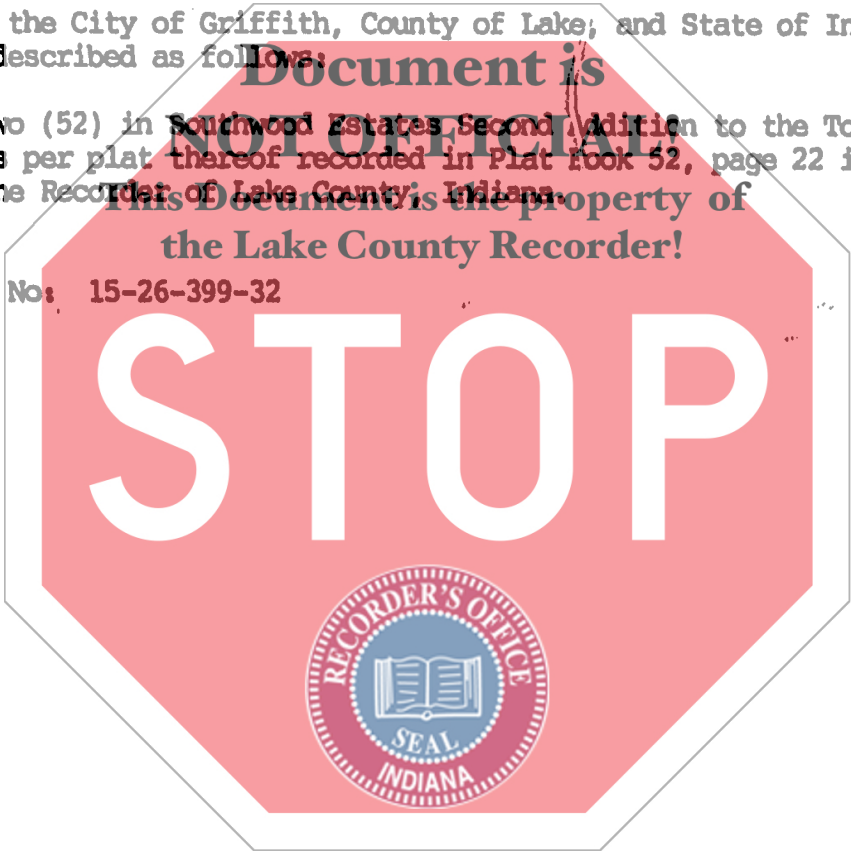 the City of Griffith, County of Lake, and State of In
escribed as follows:
Document is
o (52) in Southwood Estates Second Addition to the To
NOT OFFICIAL!
per plat thereof recorded in Plat Book 52, page 22 i
e Recorder of Lake County, Indiana.
This Document is the property of
the Lake County Recorder!
No: 15-26-399-32
STOP
RECORDER'S OFFICE
SEAL
INDIANA